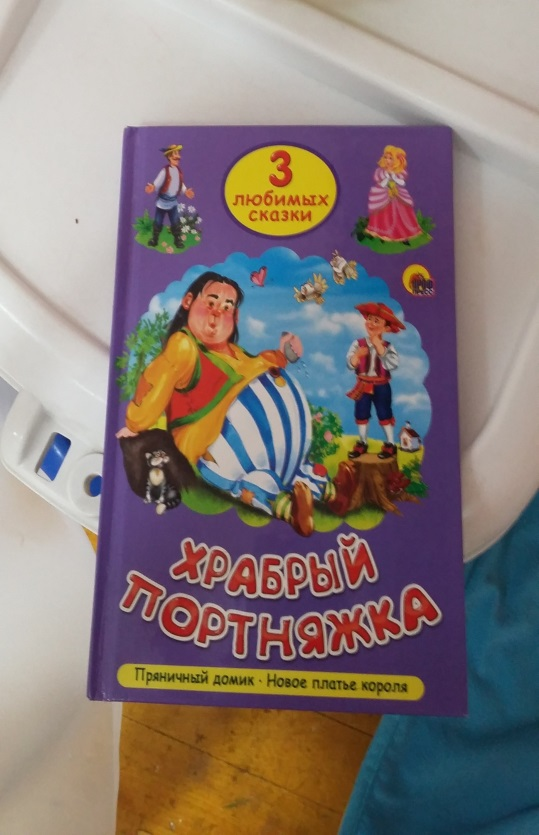 3
ЛЮБИМЫХ
СКАЗКИ
ХРАБРЫЙ
ПОРТНЯЖКА
Пряничный домик · Новое платье короля